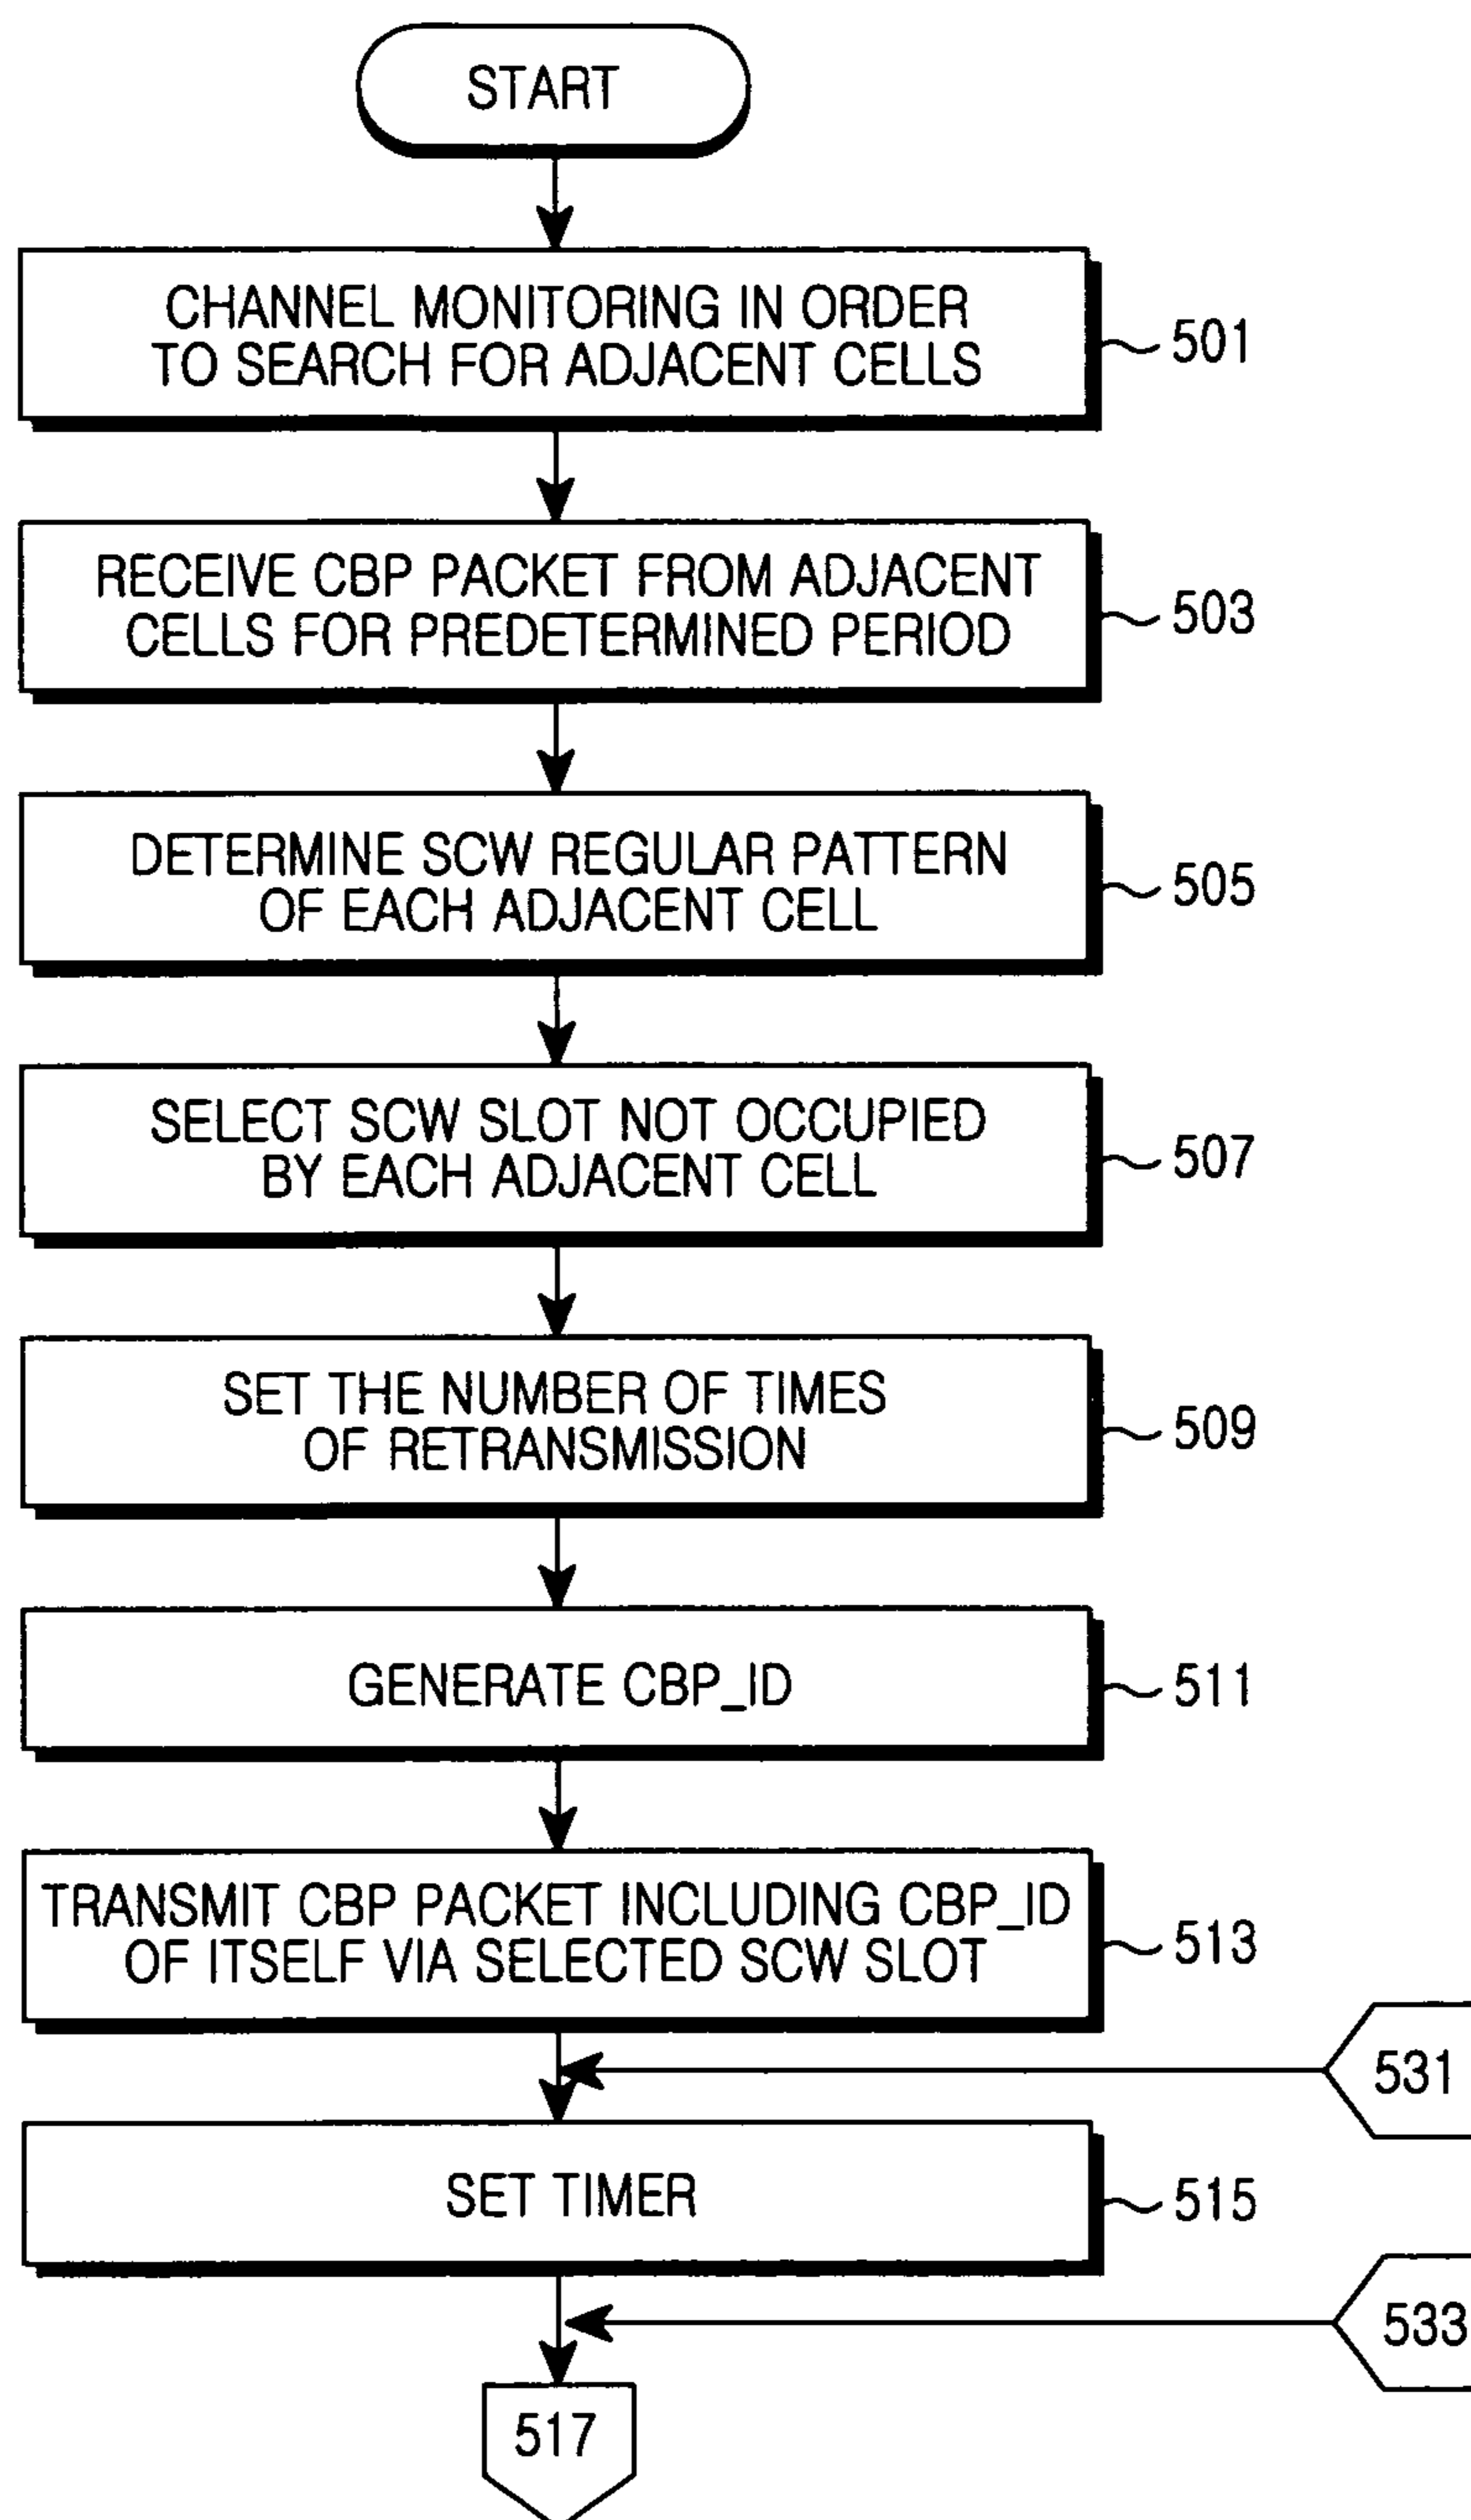 START
CHANNEL MONITORING IN ORDER
TO SEARCH FOR ADJACENT CELLS
501
RECEIVE CBP PACKET FROM ADJACENT
CELLS FOR PREDETERMINED PERIOD
503
DETERMINE SCW REGULAR PATTERN
OF EACH ADJACENT CELL
505
SELECT SCW SLOT NOT OCCUPIED
BY EACH ADJACENT CELL
507
SET THE NUMBER OF TIMES
OF RETRANSMISSION
509
GENERATE CBP_ID
511
TRANSMIT CBP PACKET INCLUDING CBP_ID
OF ITSELF VIA SELECTED SCW SLOT
513
531
SET TIMER
515
533
517